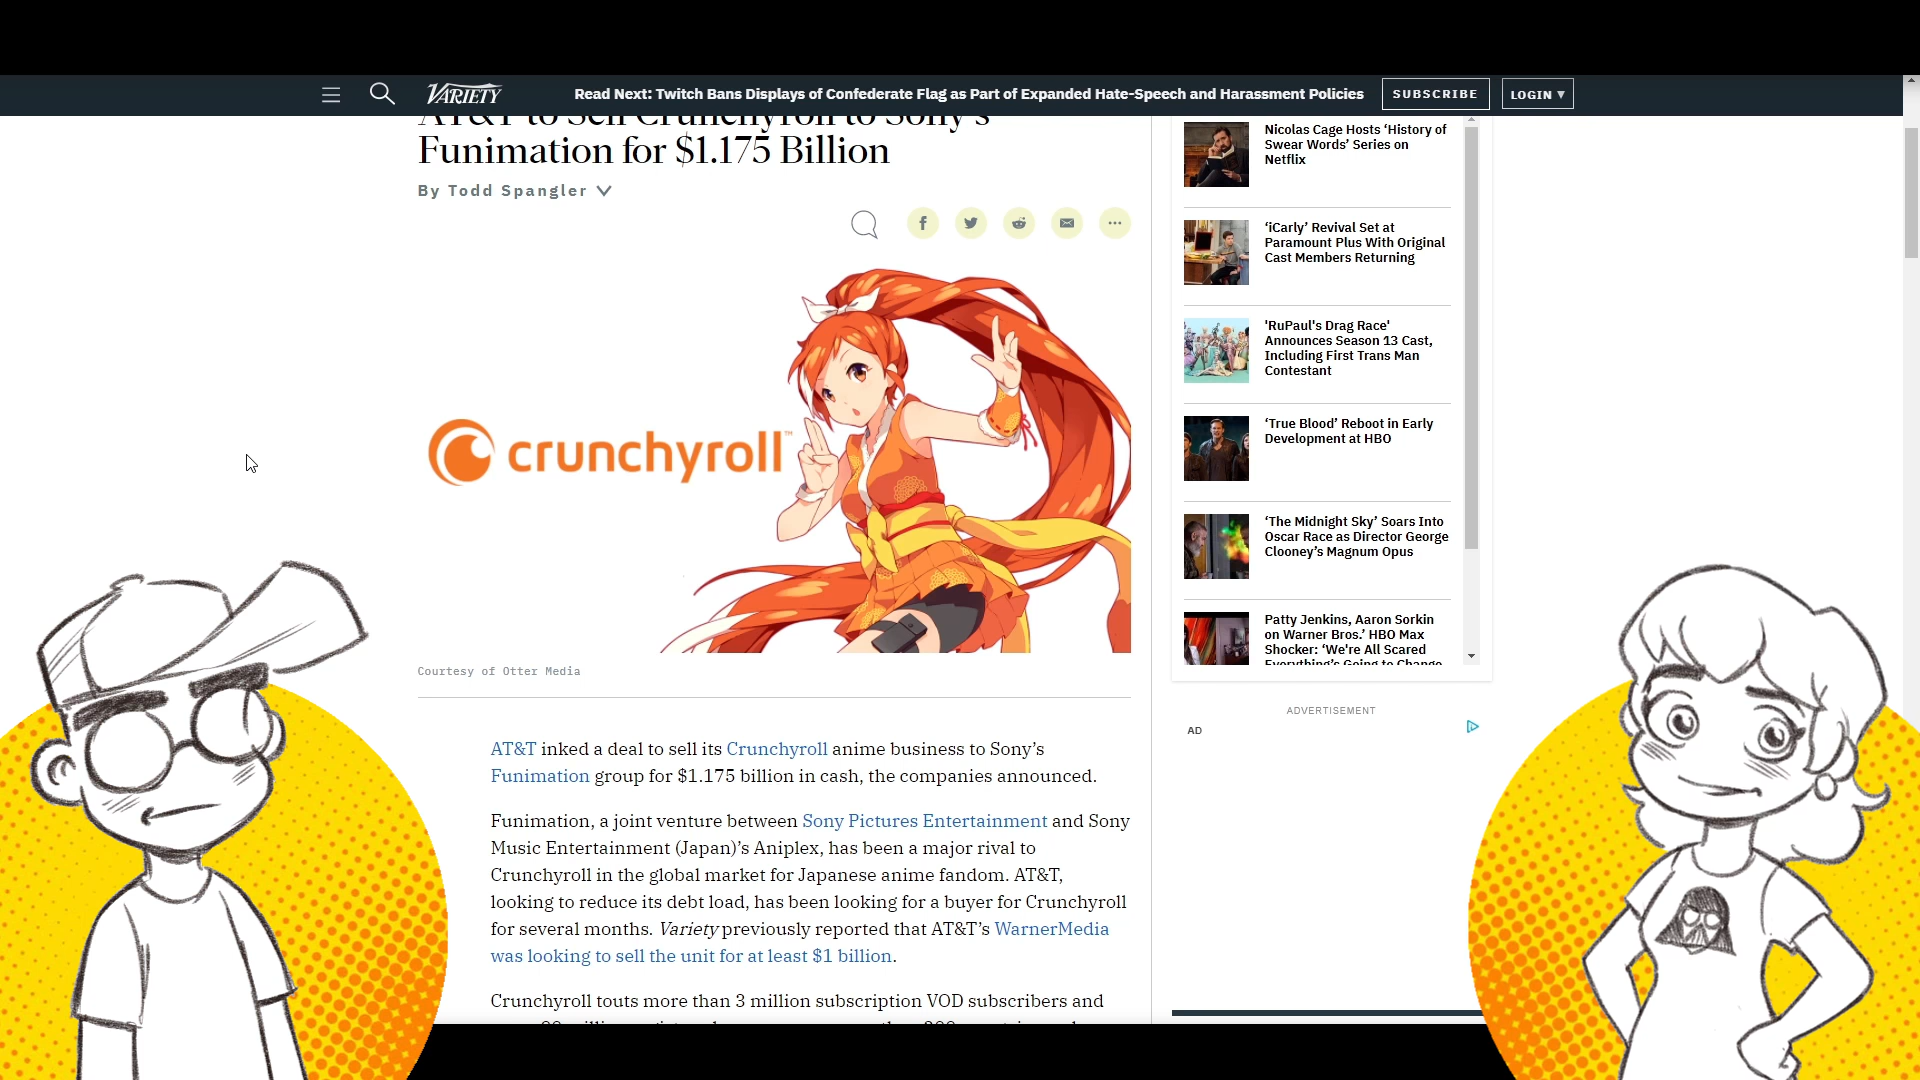 VARIETY
Read Next: Twitch Bans Displays of Confederate Flag as Part of Expanded Hate-Speech and Harassment Policies
SUBSCRIBE
LOGIN ▼
AT&T to Sell Crunchyroll to Sony's
Funimation for $1.175 Billion
By Todd Spangler
crunchyroll™
Courtesy of Otter Media
AT&T inked a deal to sell its Crunchyroll anime business to Sony's
Funimation group for $1.175 billion in cash, the companies announced.
Funimation, a joint venture between Sony Pictures Entertainment and Sony
Music Entertainment (Japan)'s Aniplex, has been a major rival to
Crunchyroll in the global market for Japanese anime fandom. AT&T,
looking to reduce its debt load, has been looking for a buyer for Crunchyroll
for several months. Variety previously reported that AT&T's WarnerMedia
was looking to sell the unit for at least $1 billion.
Crunchyroll touts more than 3 million subscription VOD subscribers and
Nicolas Cage Hosts ‘History of
Swear Words’ Series on
Netflix
‘iCarly’ Revival Set at
Paramount Plus With Original
Cast Members Returning
'RuPaul's Drag Race'
Announces Season 13 Cast,
Including First Trans Man
Contestant
‘True Blood’ Reboot in Early
Development at HBO
‘The Midnight Sky’ Soars Into
Oscar Race as Director George
Clooney’s Magnum Opus
Patty Jenkins, Aaron Sorkin
on Warner Bros.’ HBO Max
Shocker: ‘We're All Scared
Everything’s Going to Change
ADVERTISEMENT
AD